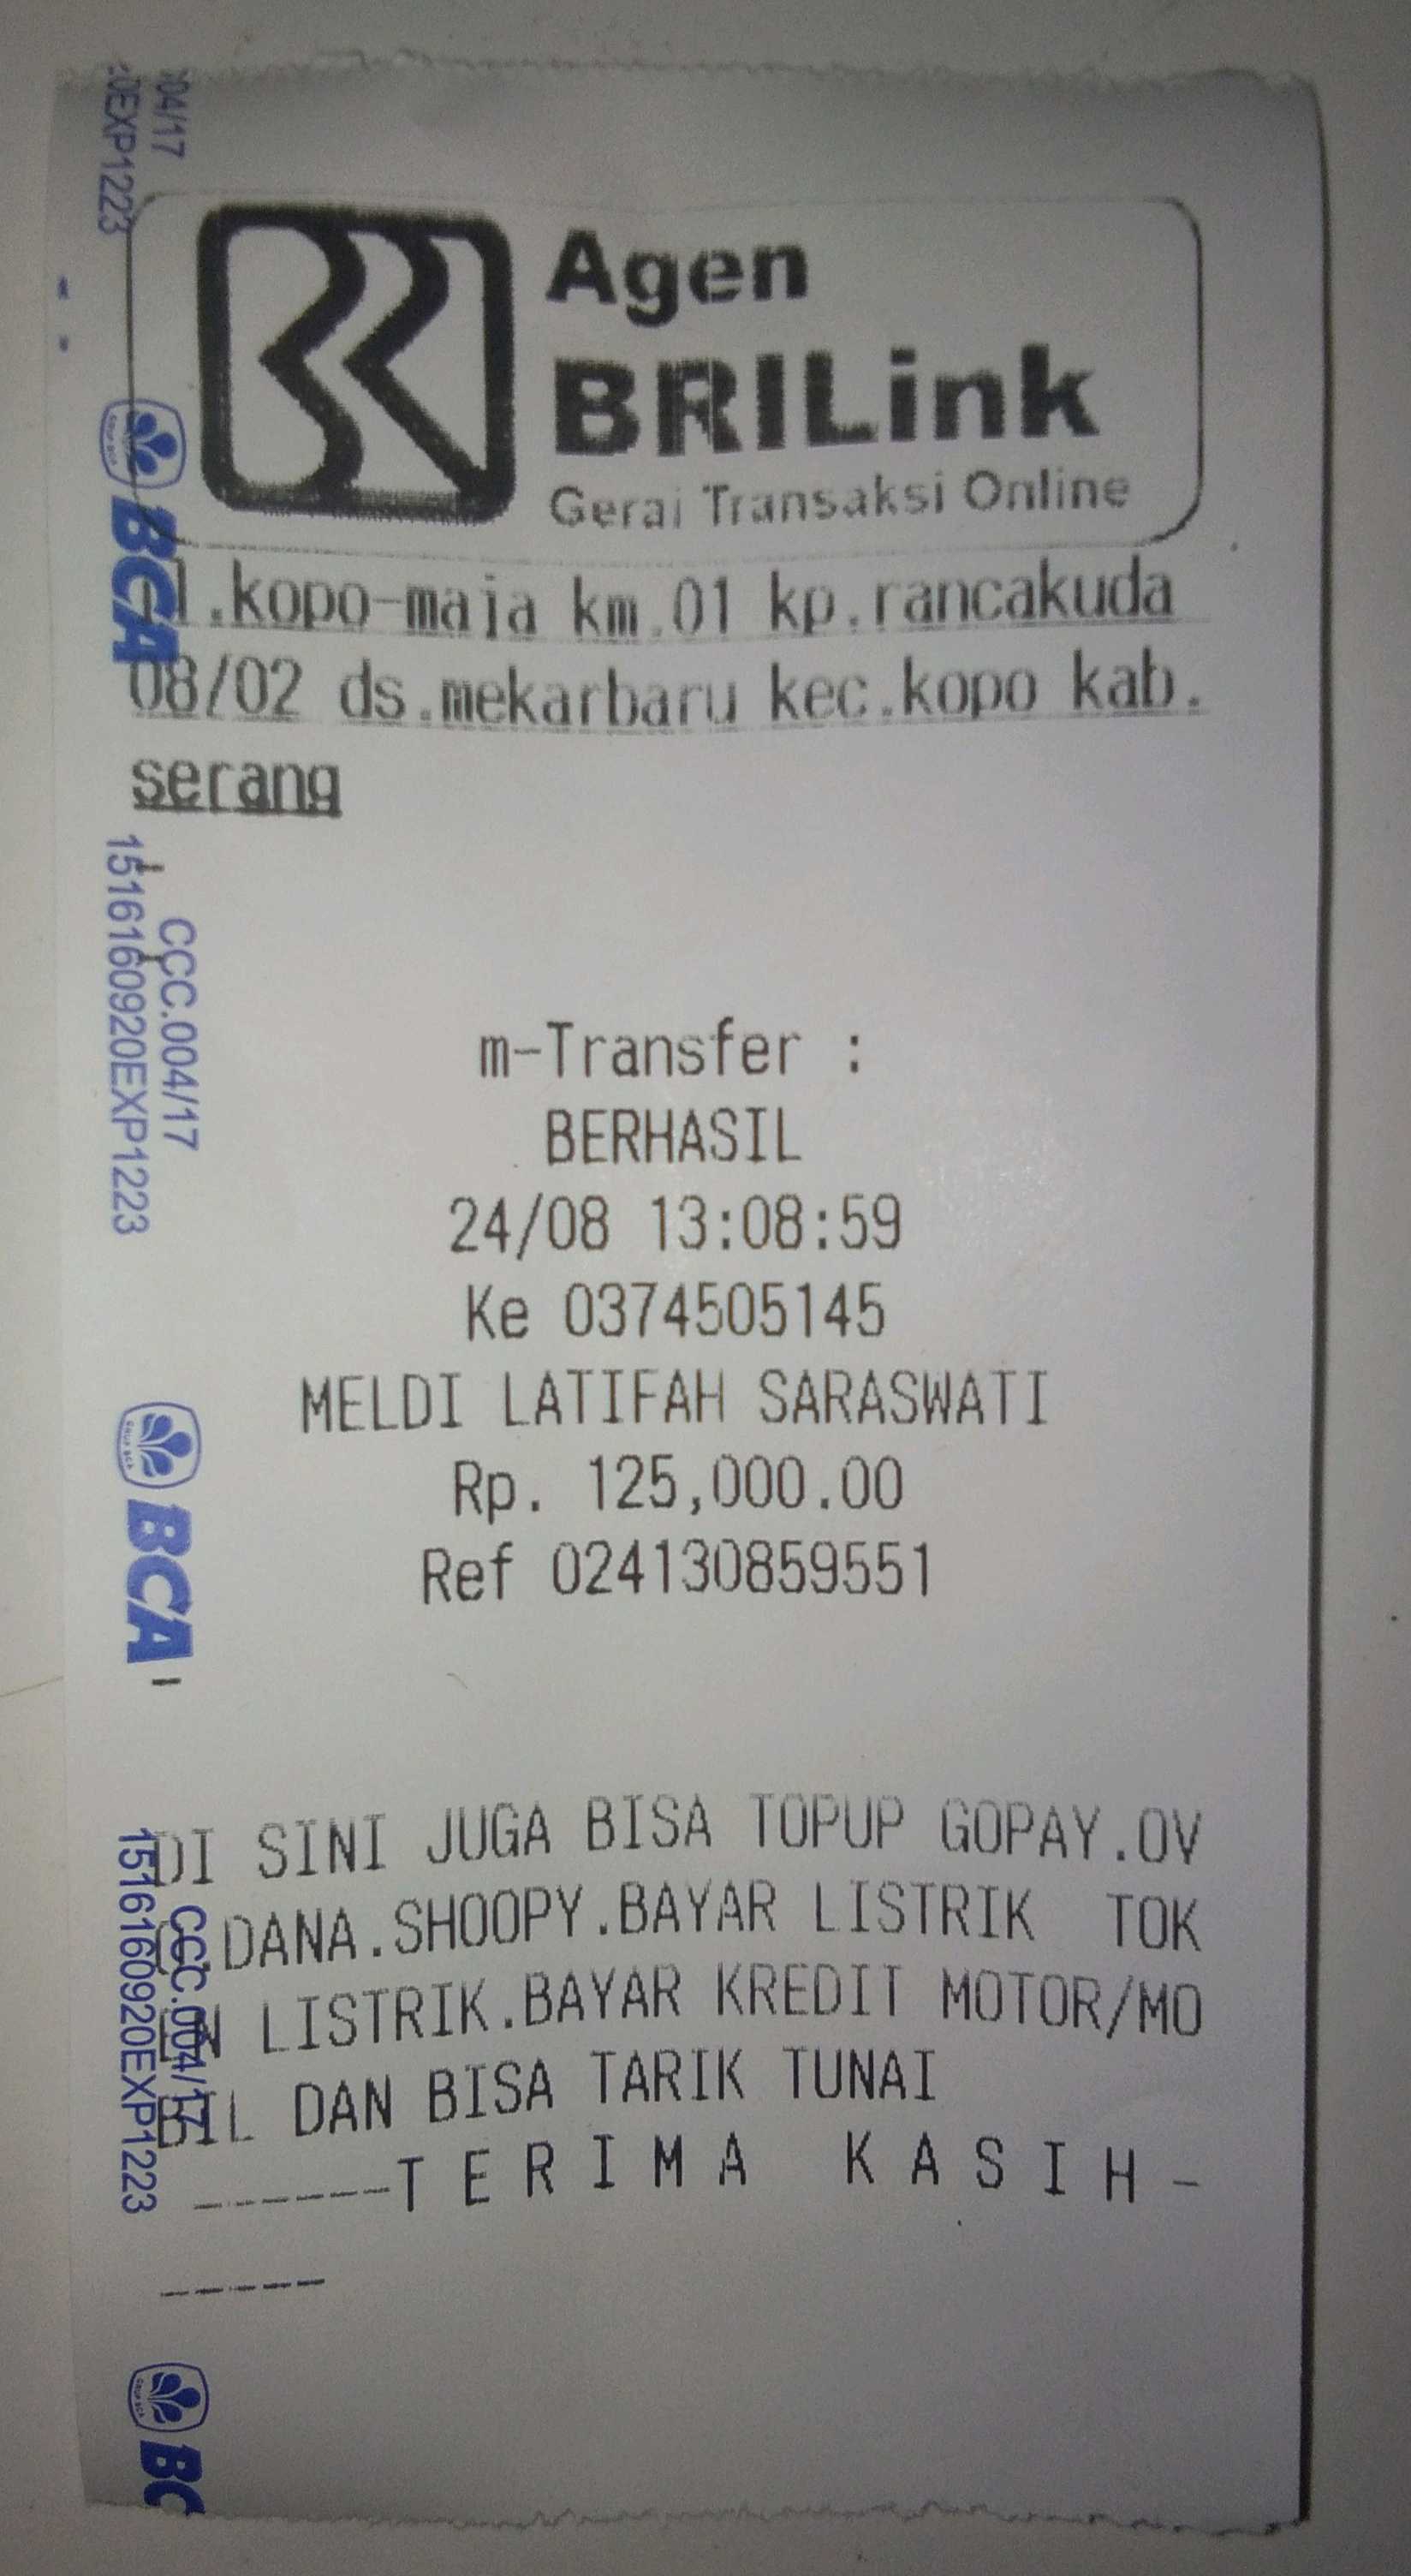 Agen
BRILink
Gerai Transaksi Online
jl.kopo-maja km.01 kp.rancakuda
08/02 ds.mekarbaru kec.kopo kab.
serang
m-Transfer :
BERHASIL
24/08 13:08:59
Ke 0374505145
MELDI LATIFAH SARASWATI
Rp. 125,000.00
Ref 024130859551
DI SINI JUGA BISA TOPUP GOPAY.OV
O.DANA.SHOOPY.BAYAR LISTRIK TOK
EN LISTRIK.BAYAR KREDIT MOTOR/MO
BIL DAN BISA TARIK TUNAI
------T E R I M A K A S I H -
-----
04/17
:0EXP1223
BCA
CCC.004/17
1516160920EXP1223
BCA
CCC.004/17
1516160920EXP1223
BC